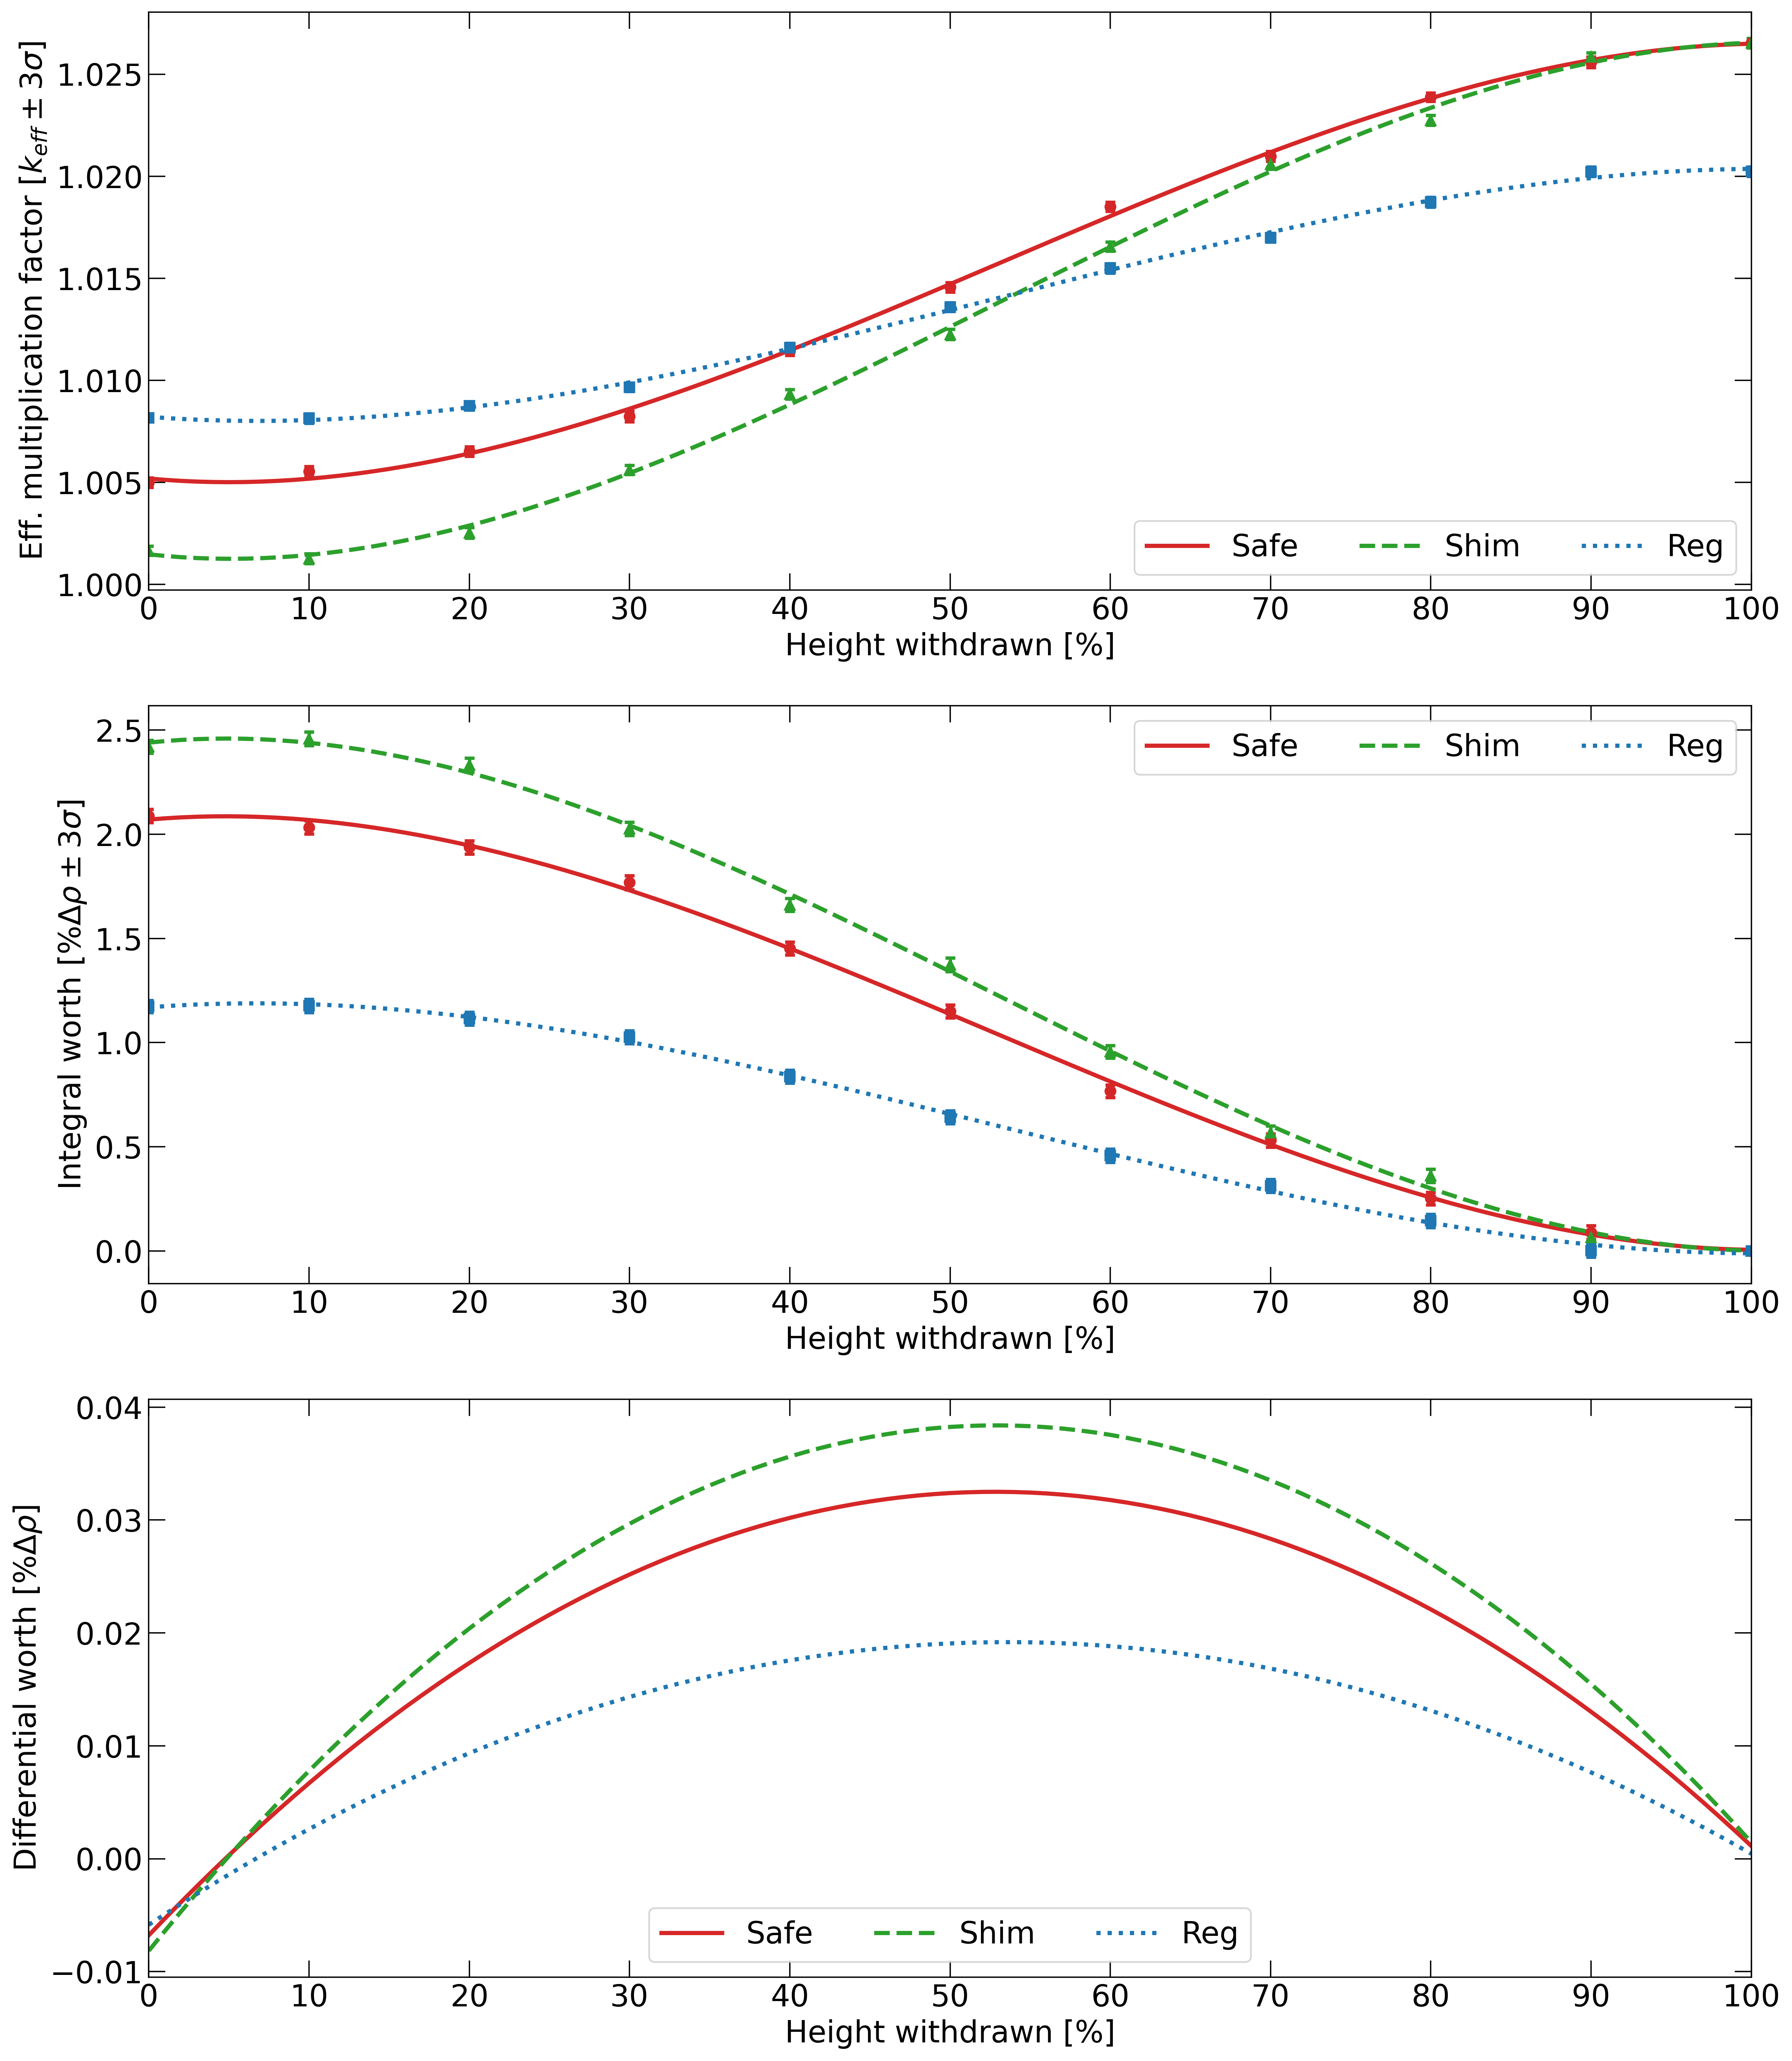 Eff. multiplication factor [k_eff ± 3σ]
1.025
1.020
1.015
1.010
1.005
1.000
Safe Shim Reg
0 10 20 30 40 50 60 70 80 90 100
Height withdrawn [%]
Integral worth [%Δρ ± 3σ]
2.5
2.0
1.5
1.0
0.5
0.0
Safe Shim Reg
0 10 20 30 40 50 60 70 80 90 100
Height withdrawn [%]
Differential worth [%Δρ]
0.04
0.03
0.02
0.01
0.00
−0.01
Safe Shim Reg
0 10 20 30 40 50 60 70 80 90 100
Height withdrawn [%]